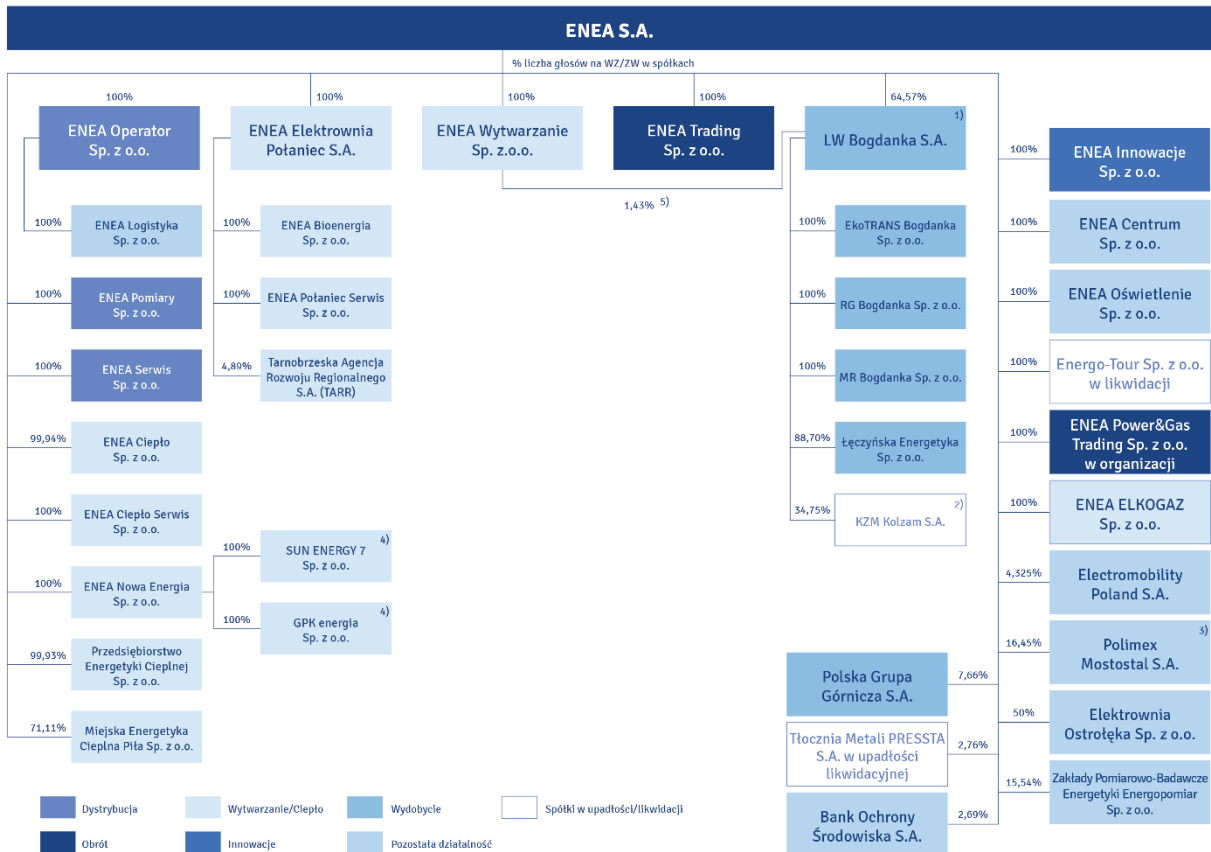 ENEA S.A.
% liczba głosów na WZ/ZW w spółkach
100%
ENEA Operator
Sp. z o.o.
100%
ENEA Elektrownia
Połaniec S.A.
100%
ENEA Wytwarzanie
Sp. z.o.o.
100%
ENEA Trading
Sp. z o.o.
64,57%
LW Bogdanka S.A.
1)
1,43% 5)
100%
ENEA Logistyka
Sp. z o.o.
100%
ENEA Pomiary
Sp. z o.o.
100%
ENEA Serwis
Sp. z o.o.
99,94%
ENEA Ciepło
Sp. z o.o.
100%
ENEA Ciepło Serwis
Sp. z o.o.
100%
ENEA Nowa Energia
Sp. z o.o.
99,93%
Przedsiębiorstwo
Energetyki Cieplnej
Sp. z o.o.
71,11%
Miejska Energetyka
Cieplna Piła Sp. z o.o.
100%
ENEA Bioenergia
Sp. z o.o.
100%
ENEA Połaniec Serwis
Sp. z o.o.
4,89%
Tarnobrzeska Agencja
Rozwoju Regionalnego
S.A. (TARR)
100%
SUN ENERGY 7
Sp. z o.o.
4)
100%
GPK energia
Sp. z o.o.
4)
100%
EkoTRANS Bogdanka
Sp. z o.o.
100%
RG Bogdanka Sp. z o.o.
100%
MR Bogdanka Sp. z o.o.
88,70%
Łęczyńska Energetyka
Sp. z o.o.
34,75%
KZM Kolzam S.A.
2)
Polska Grupa
Górnicza S.A.
7,66%
Tłocznia Metali PRESSTA
S.A. w upadłości
likwidacyjnej
2,76%
Bank Ochrony
Środowiska S.A.
2,69%
100%
ENEA Innowacje
Sp. z o.o.
100%
ENEA Centrum
Sp. z o.o.
100%
ENEA Oświetlenie
Sp. z o.o.
100%
Energo-Tour Sp. z o.o.
w likwidacji
100%
ENEA Power&Gas
Trading Sp. z o.o.
w organizacji
100%
ENEA ELKOGAZ
Sp. z o.o.
4,325%
Electromobility
Poland S.A.
16,45%
Polimex
Mostostal S.A.
3)
50%
Elektrownia
Ostrołęka Sp. z o.o.
15,54%
Zakłady Pomiarowo-Badawcze
Energetyki Energopomiar
Sp. z o.o.
Dystrybucja
Wytwarzanie/Ciepło
Wydobycie
Spółki w upadłości/likwidacji
Obrót
Innowacje
Pozostała działalność